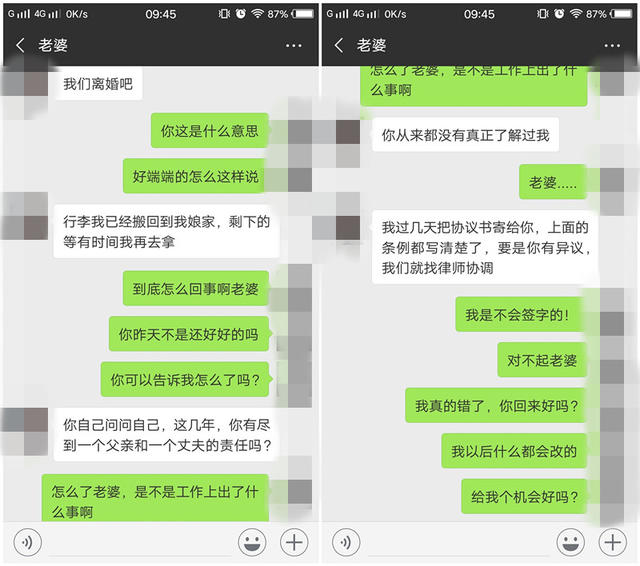 G 4G 0K/s 09:45 87%
老婆
我们离婚吧
你这是什么意思
好端端的怎么这样说
行李我已经搬回到我娘家，剩下的
等有时间我再去拿
到底怎么回事啊老婆
你昨天不是还好好的吗
你可以告诉我怎么了吗？
你自己问问自己，这几年，你有尽
到一个父亲和一个丈夫的责任吗？
怎么了老婆，是不是工作上出了什
么事啊
G 4G 0K/s 09:45 87%
老婆
怎么了老婆，是不是工作上出了什
么事啊
你从来都没有真正了解过我
老婆.....
我过几天把协议书寄给你，上面的
条例都写清楚了，要是你有异议，
我们就找律师协调
我是不会签字的！
对不起老婆
我真的错了，你回来好吗？
我以后什么都会改的
给我个机会好吗？